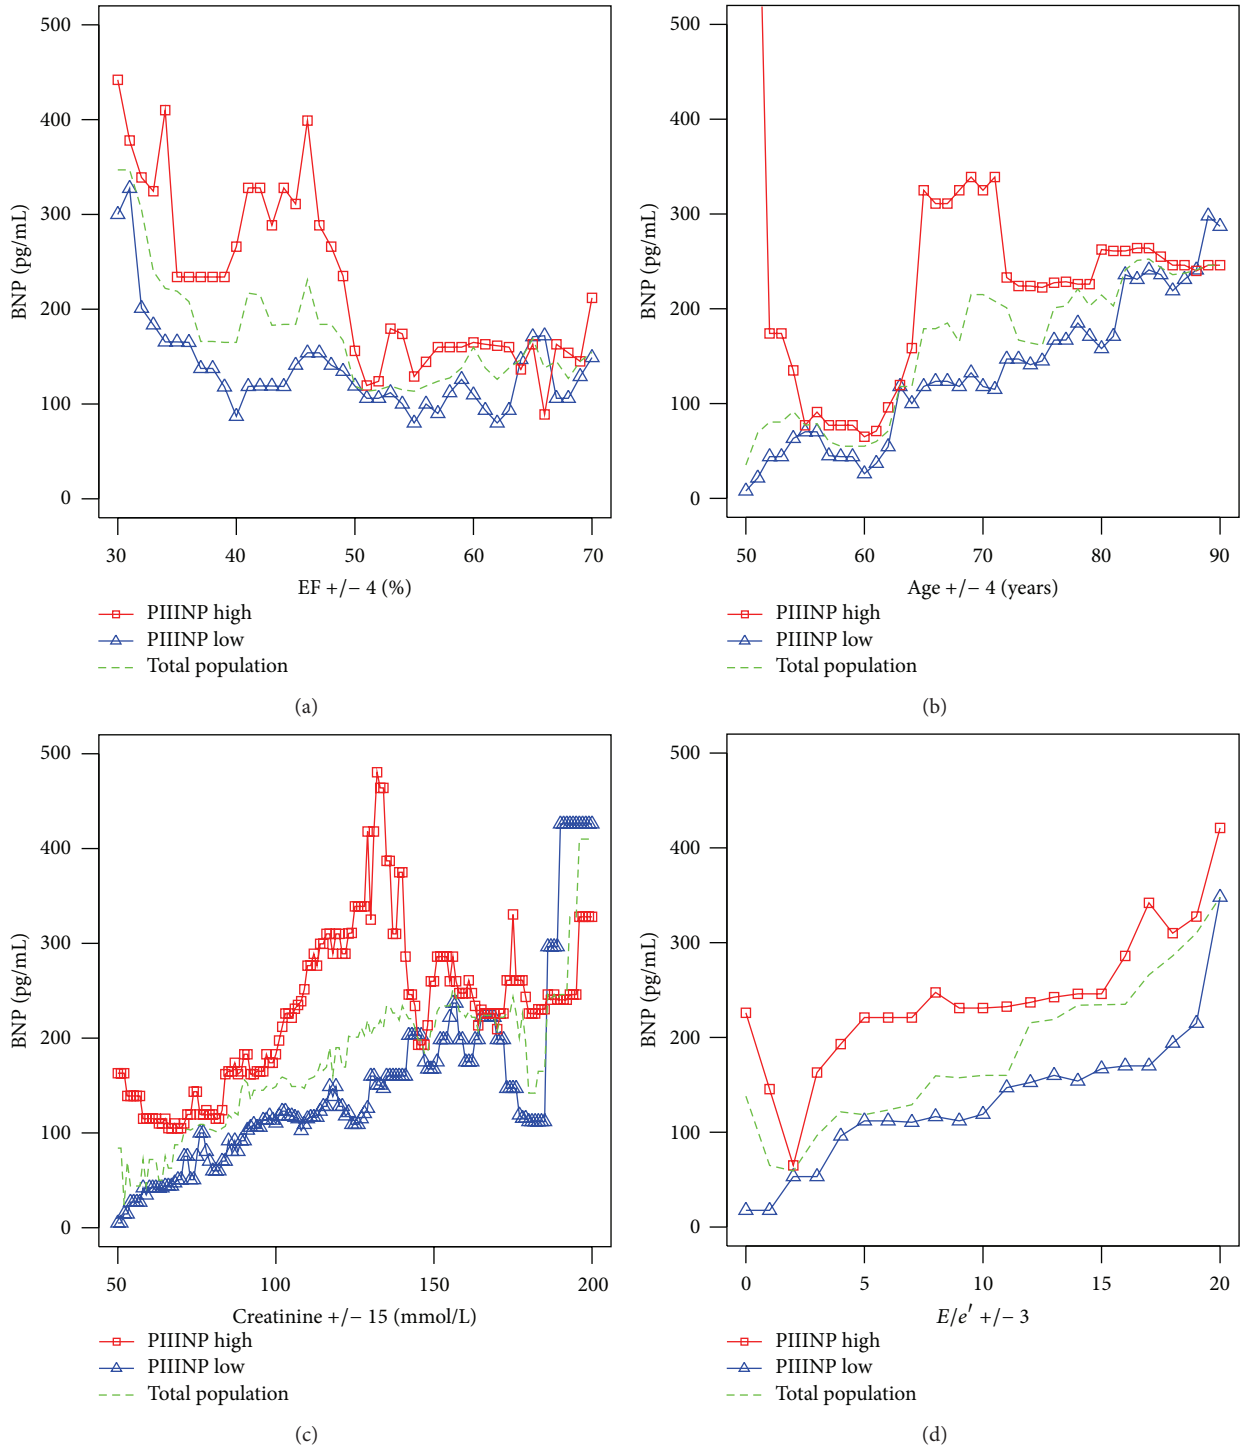 500
400
300
200
100
0
BNP (pg/mL)
30 40 50 60 70
EF +/− 4 (%)
PIIINP high
PIIINP low
Total population
(a)
500
400
300
200
100
0
BNP (pg/mL)
50 60 70 80 90
Age +/− 4 (years)
PIIINP high
PIIINP low
Total population
(b)
500
400
300
200
100
0
BNP (pg/mL)
50 100 150 200
Creatinine +/− 15 (mmol/L)
PIIINP high
PIIINP low
Total population
(c)
500
400
300
200
100
0
BNP (pg/mL)
0 5 10 15 20
E/e′ +/− 3
PIIINP high
PIIINP low
Total population
(d)